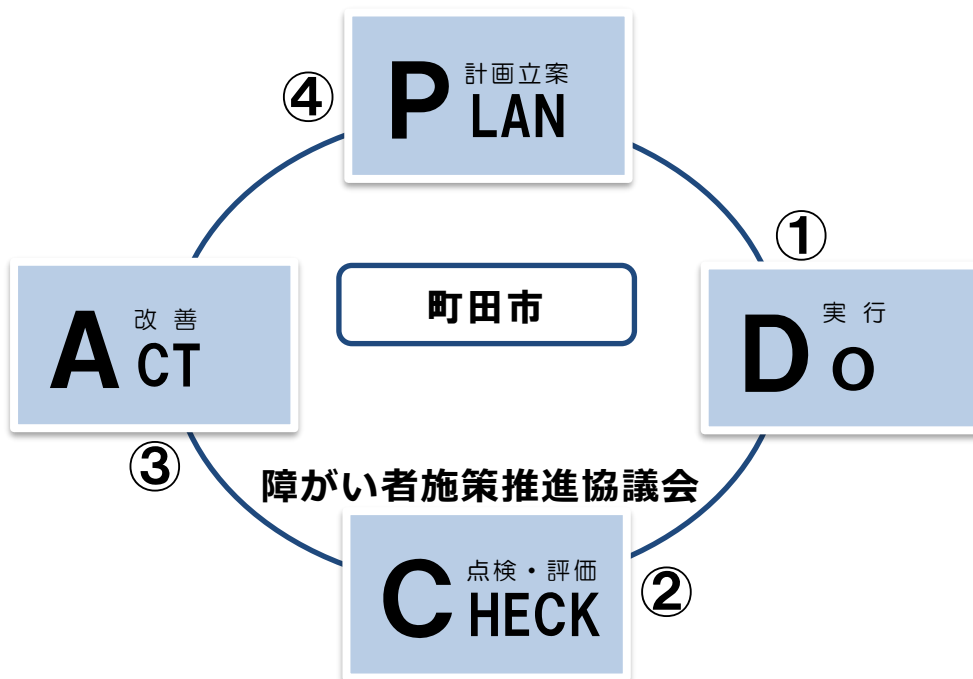 ④
計画立案
PLAN
①
町田市
改 善
ACT
実 行
DO
③
障がい者施策推進協議会
点検・評価
CHECK
②